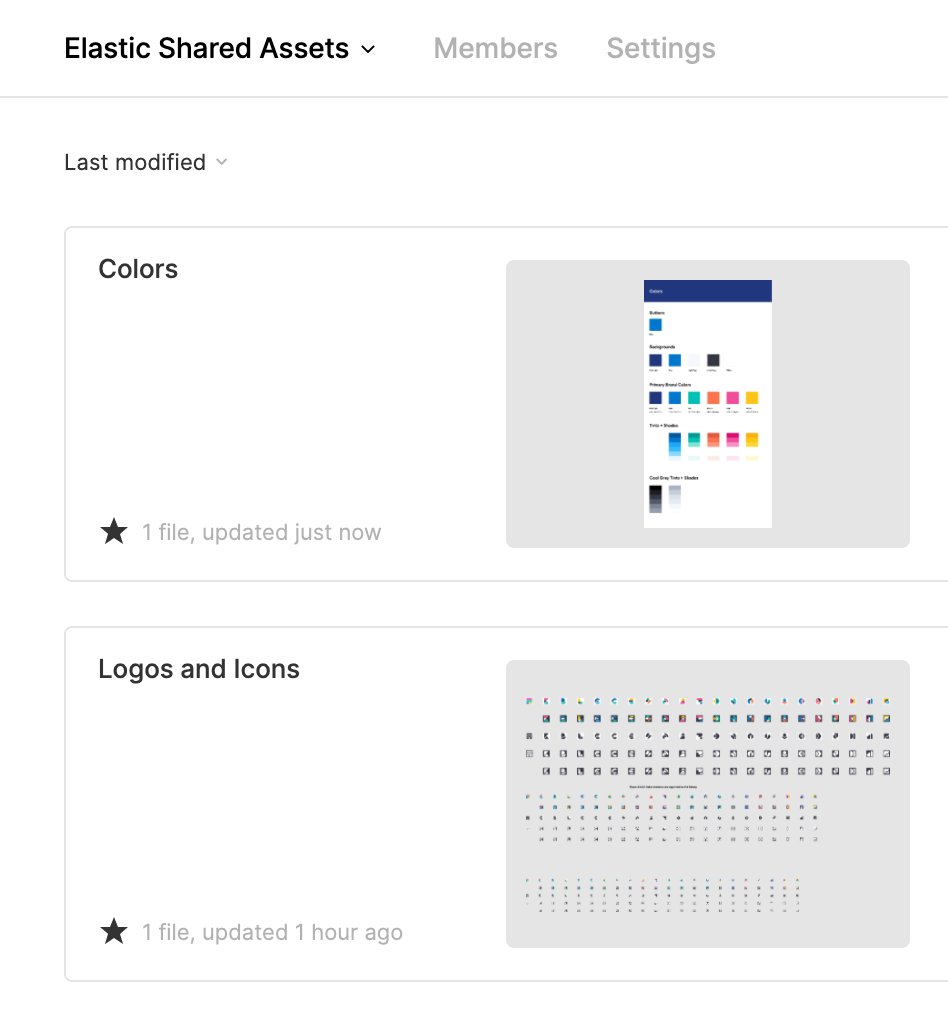 Elastic Shared Assets Members Settings
Last modified
Colors
Colors
Buttons
Backgrounds
Primary Brand Colors
Tints + Shades
Cool Gray Tints + Shades
1 file, updated just now
Logos and Icons
1 file, updated 1 hour ago